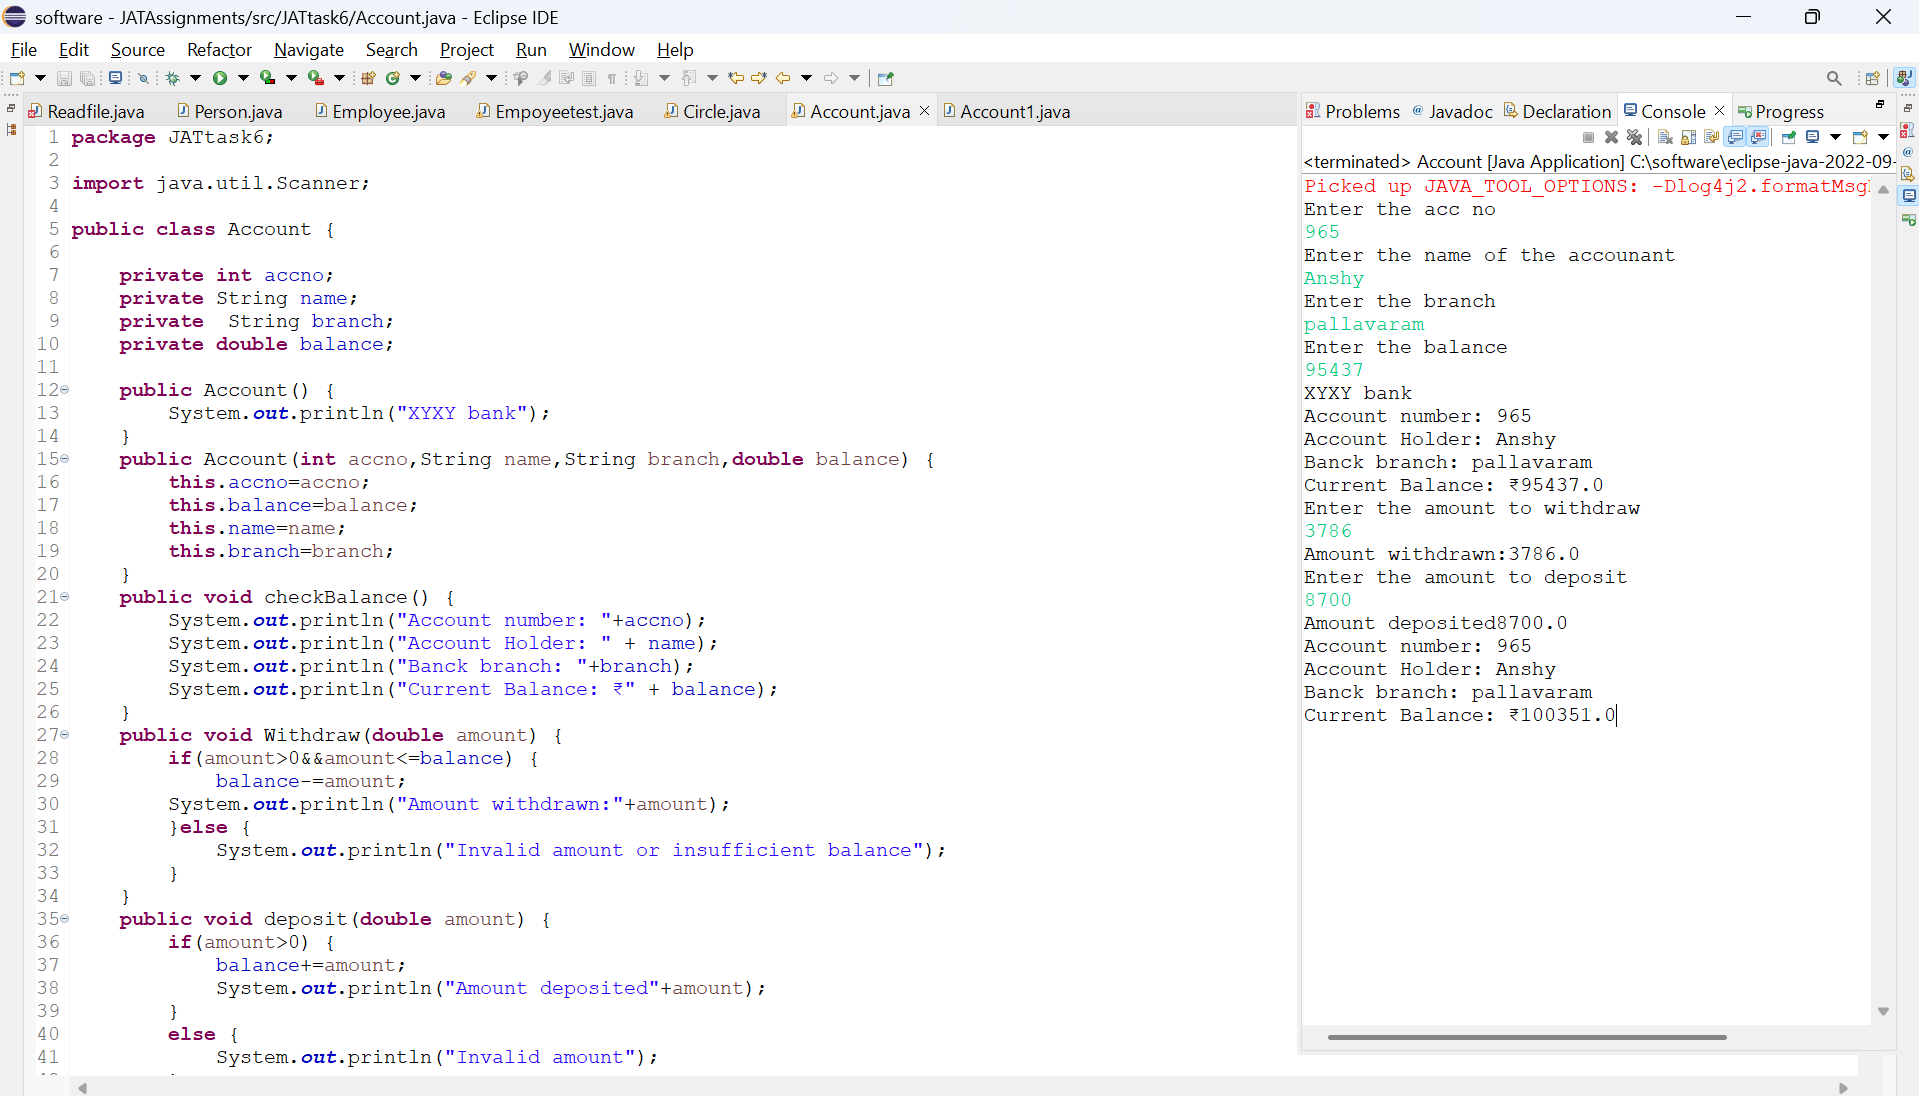 software - JATAssignments/src/JATtask6/Account.java - Eclipse IDE
File Edit Source Refactor Navigate Search Project Run Window Help
Readfile.java Person.java Employee.java Empoyeetest.java Circle.java Account.java Account1.java
1 package JATtask6;
2
3 import java.util.Scanner;
4
5 public class Account {
6
7 private int accno;
8 private String name;
9 private  String branch;
10 private double balance;
11
12 public Account() {
13 System.out.println("XYXY bank");
14 }
15 public Account(int accno,String name,String branch,double balance) {
16 this.accno=accno;
17 this.balance=balance;
18 this.name=name;
19 this.branch=branch;
20 }
21 public void checkBalance() {
22 System.out.println("Account number: "+accno);
23 System.out.println("Account Holder: " + name);
24 System.out.println("Banck branch: "+branch);
25 System.out.println("Current Balance: ₹" + balance);
26 }
27 public void Withdraw(double amount) {
28 if(amount>0&&amount<=balance) {
29 balance-=amount;
30 System.out.println("Amount withdrawn:"+amount);
31 }else {
32 System.out.println("Invalid amount or insufficient balance");
33 }
34 }
35 public void deposit(double amount) {
36 if(amount>0) {
37 balance+=amount;
38 System.out.println("Amount deposited"+amount);
39 }
40 else {
41 System.out.println("Invalid amount");
Problems Javadoc Declaration Console Progress
<terminated> Account [Java Application] C:\software\eclipse-java-2022-09-
Picked up JAVA_TOOL_OPTIONS: -Dlog4j2.formatMsg
Enter the acc no
965
Enter the name of the accounant
Anshy
Enter the branch
pallavaram
Enter the balance
95437
XYXY bank
Account number: 965
Account Holder: Anshy
Banck branch: pallavaram
Current Balance: ₹95437.0
Enter the amount to withdraw
3786
Amount withdrawn:3786.0
Enter the amount to deposit
8700
Amount deposited8700.0
Account number: 965
Account Holder: Anshy
Banck branch: pallavaram
Current Balance: ₹100351.0